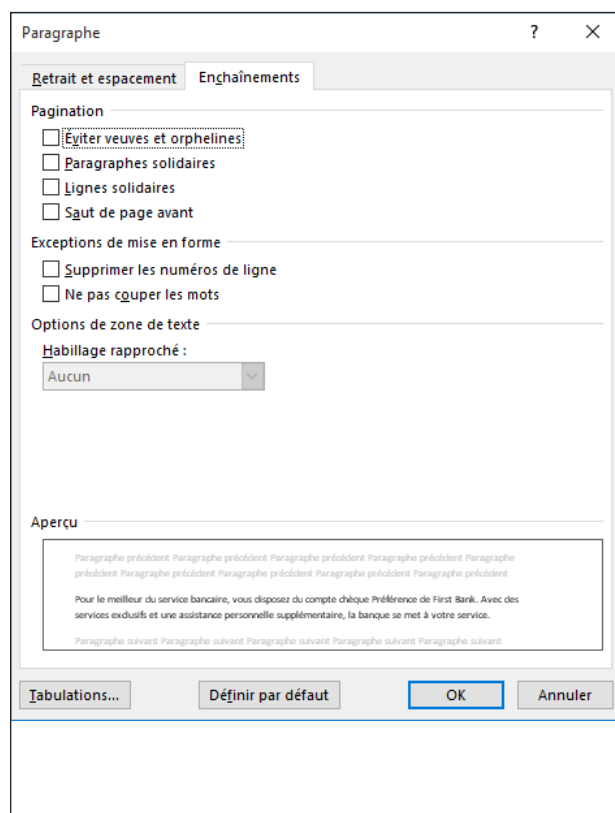 Paragraphe ?
Retrait et espacement Enchaînements
Pagination
Éviter veuves et orphelines
Paragraphes solidaires
Lignes solidaires
Saut de page avant
Exceptions de mise en forme
Supprimer les numéros de ligne
Ne pas couper les mots
Options de zone de texte
Habillage rapproché :
Aucun
Aperçu
Paragraphe précédent Paragraphe précédent Paragraphe précédent Paragraphe précédent Paragraphe
précédent Paragraphe précédent Paragraphe précédent Paragraphe précédent Paragraphe précédent
Pour le meilleur du service bancaire, vous disposez du compte chèque Préférence de First Bank. Avec des
services exclusifs et une assistance personnelle supplémentaire, la banque se met à votre service.
Paragraphe suivant Paragraphe suivant Paragraphe suivant Paragraphe suivant Paragraphe suivant
Tabulations... Définir par défaut OK Annuler